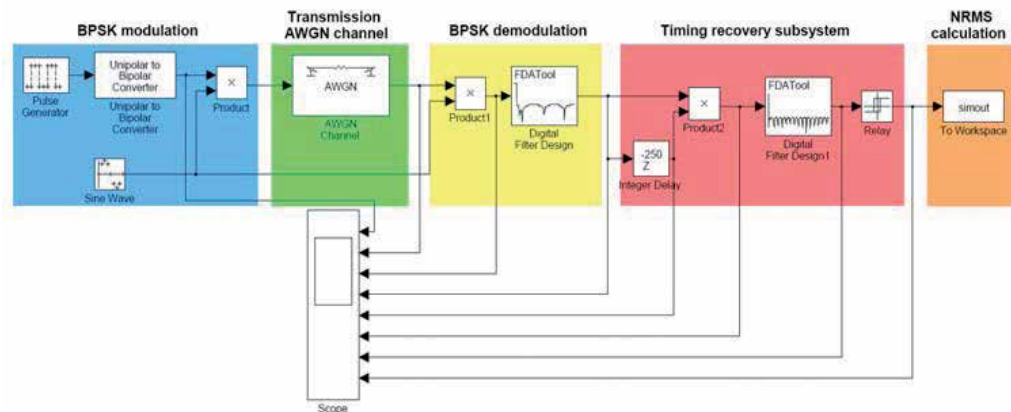 BPSK modulation
Transmission
AWGN channel
BPSK demodulation
Timing recovery subsystem
NRMS
calculation
Pulse
Generator
Unipolar to
Bipolar
Converter
Unipolar to
Bipolar
Converter
×
Product
Sine Wave
AWGN
AWGN
Channel
×
Product1
FDATool
Digital
Filter Design
×
Product2
-250
Z
Integer Delay
FDATool
Digital
Filter Design1
Relay
simout
To Workspace
Scope